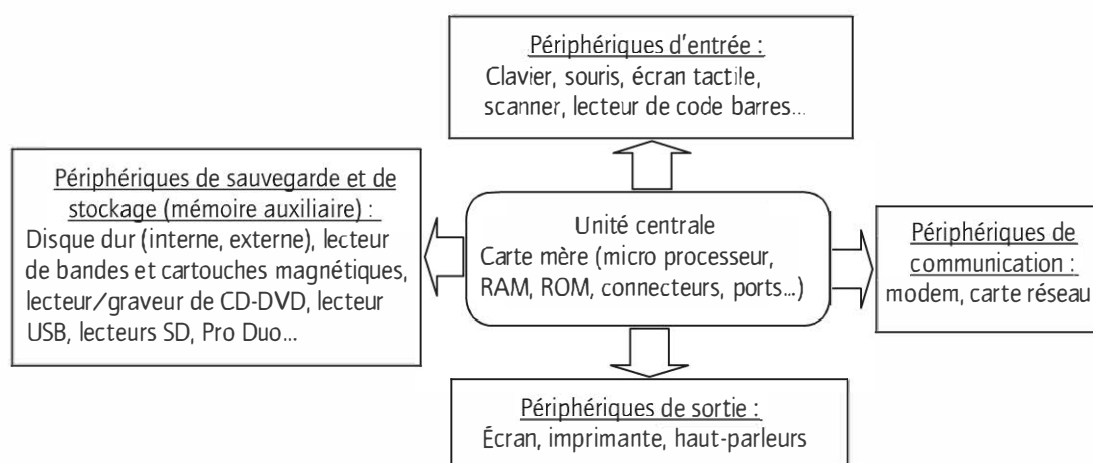 Périphériques d'entrée :
Clavier, souris, écran tactile,
scanner, lecteur de code barres...
Périphériques de sauvegarde et de
stockage (mémoire auxiliaire) :
Disque dur (interne, externe), lecteur
de bandes et cartouches magnétiques,
lecteur/graveur de CD-DVD, lecteur
USB, lecteurs SD, Pro Duo...
Unité centrale
Carte mère (micro processeur,
RAM, ROM, connecteurs, ports...)
Périphériques de
communication :
modem, carte réseau
Périphériques de sortie :
Écran, imprimante, haut-parleurs